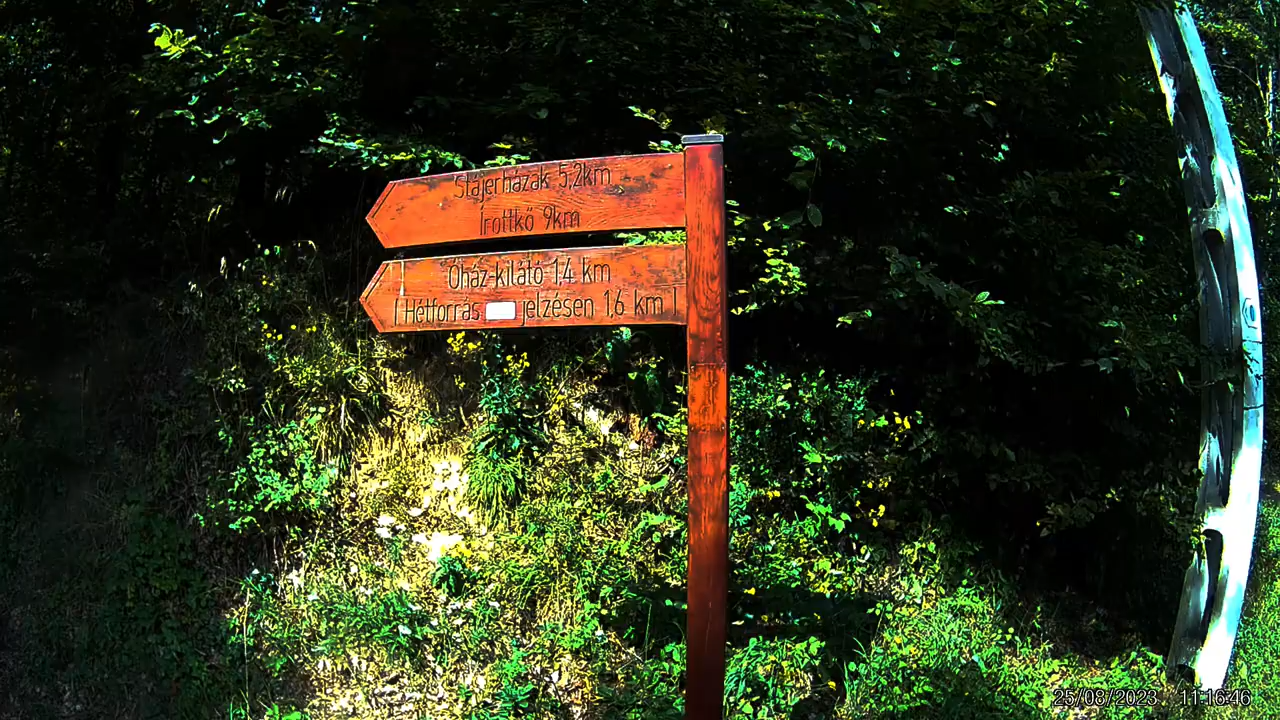 Stájerházak 5,2km
Írottkő 9km
Óház-kilátó 1,4 km
Hétforrás jelzésen 1,6 km
25/08/2023 11:16:46